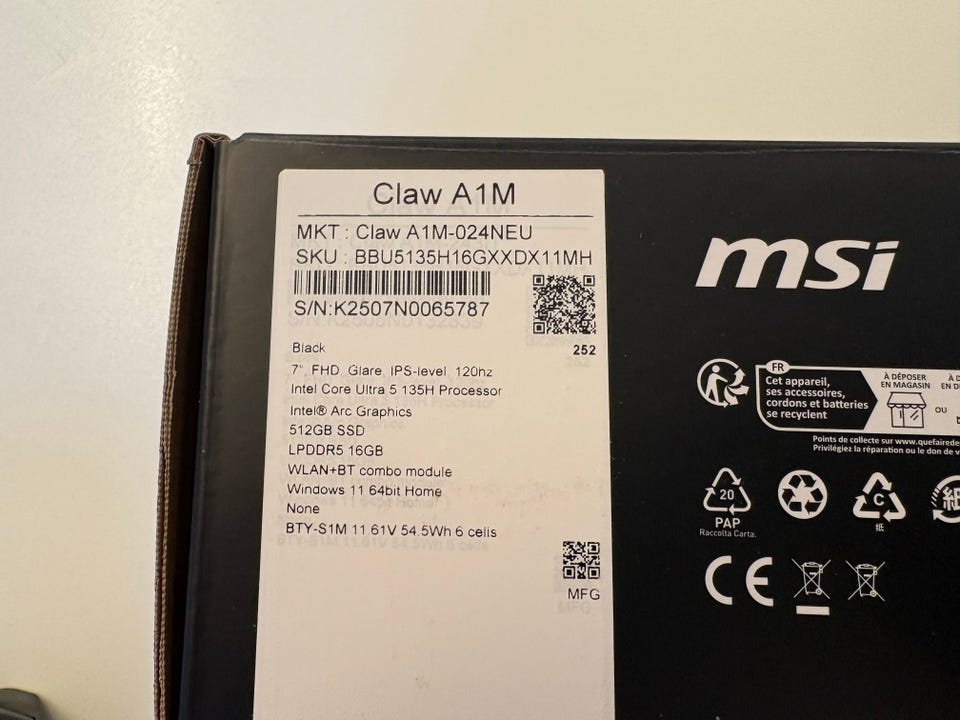 Claw A1M
MKT : Claw A1M-024NEU
SKU : BBU5135H16GXXDX11MH
S/N:K2507N0065787
252
Black
7", FHD, Glare, IPS-level, 120hz
Intel Core Ultra 5 135H Processor
Intel® Arc Graphics
512GB SSD
LPDDR5 16GB
WLAN+BT combo module
Windows 11 64bit Home
None
BTY-S1M 11.61V 54.5Wh 6 cells
MFG
msi
FR
Cet appareil,
ses accessoires,
cordons et batteries
se recyclent
À DÉPOSER
EN MAGASIN
OU
Points de collecte sur www.quefairede
Privilégiez la réparation ou le don de
20
PAP
Raccolta Carta.
C
紙
CE